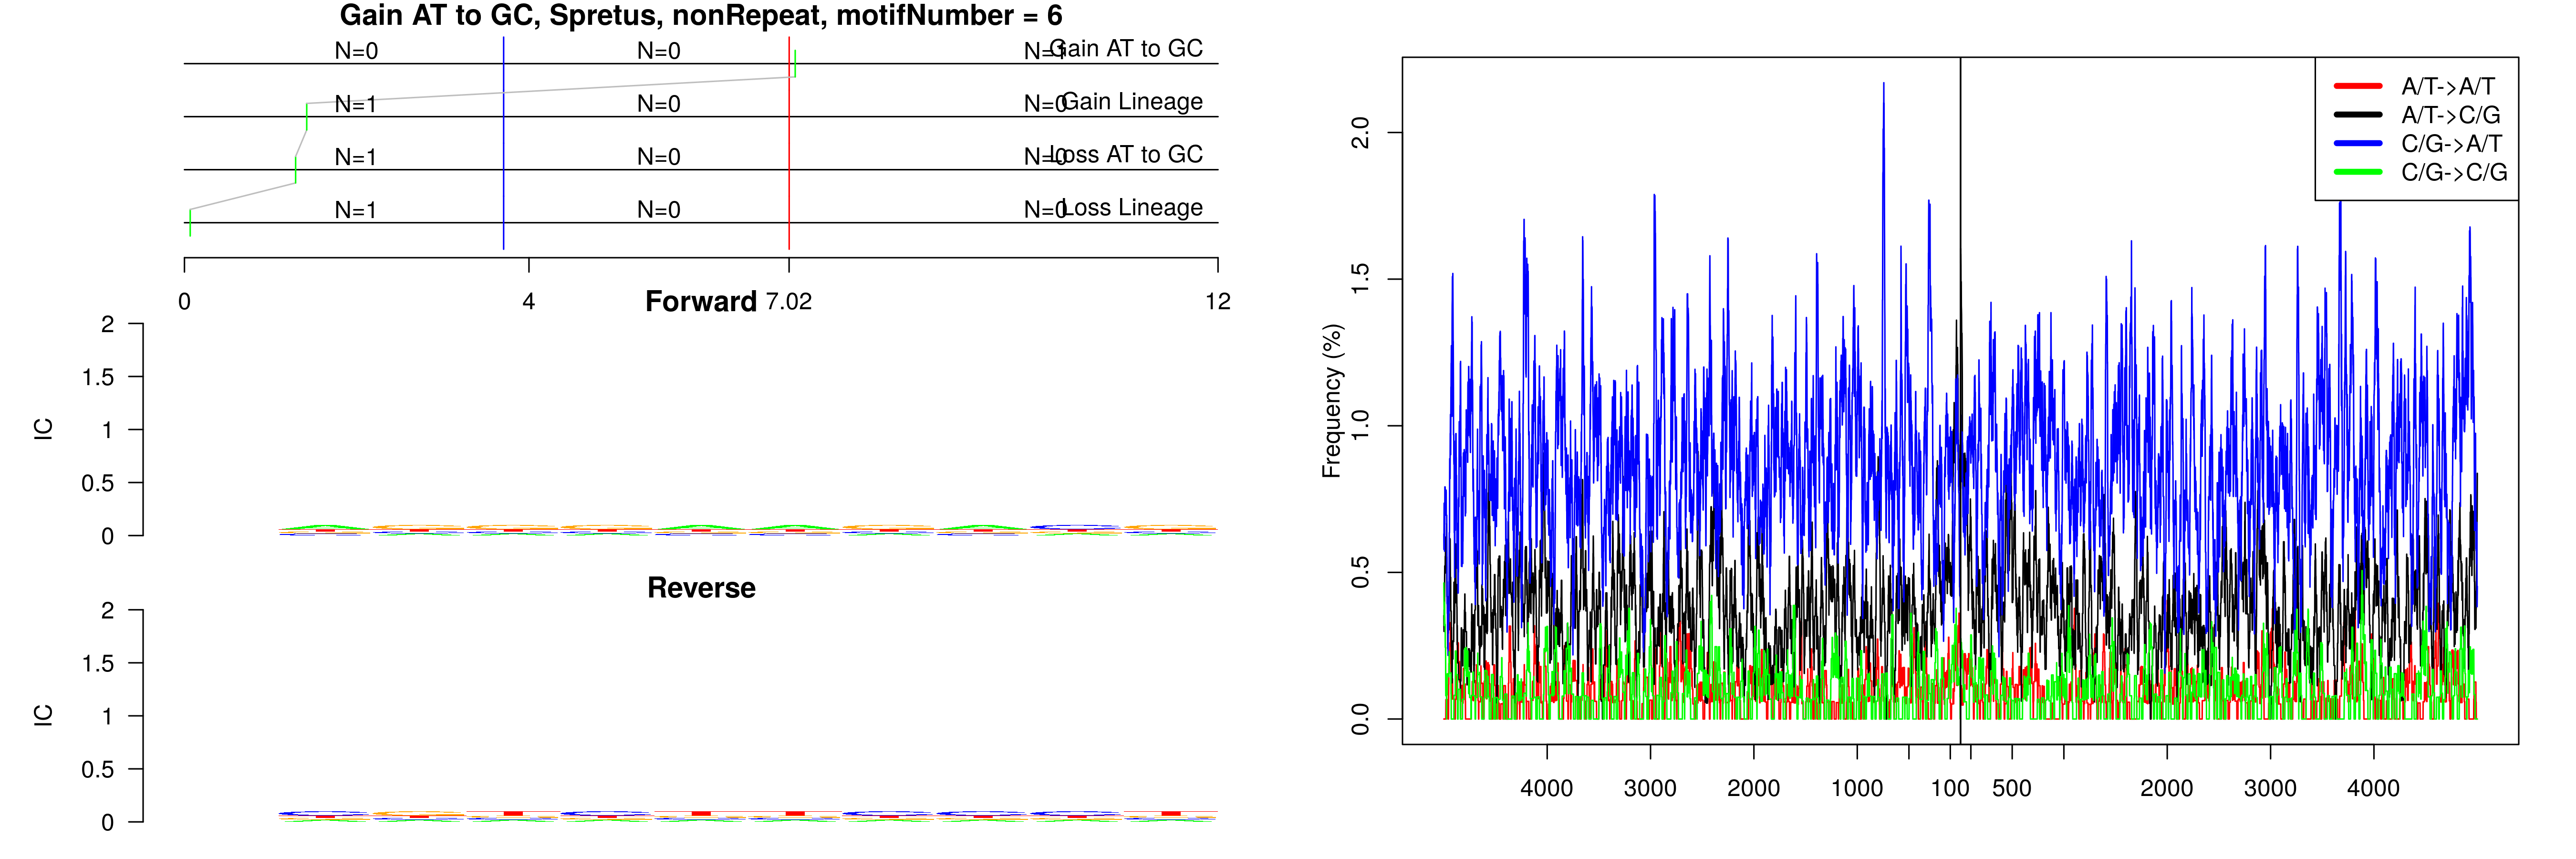 Gain AT to GC, Spretus, nonRepeat, motifNumber = 6
N=0 N=0 N=1 Gain AT to GC
N=1 N=0 N=0 Gain Lineage
N=1 N=0 N=0 Loss AT to GC
N=1 N=0 N=0 Loss Lineage
0 4 7.02 12
Forward
2
1.5
1
0.5
0
IC
Reverse
2
1.5
1
0.5
0
IC
A/T->A/T
A/T->C/G
C/G->A/T
C/G->C/G
Frequency (%)
2.0
1.5
1.0
0.5
0.0
4000 3000 2000 1000 100 500 2000 3000 4000